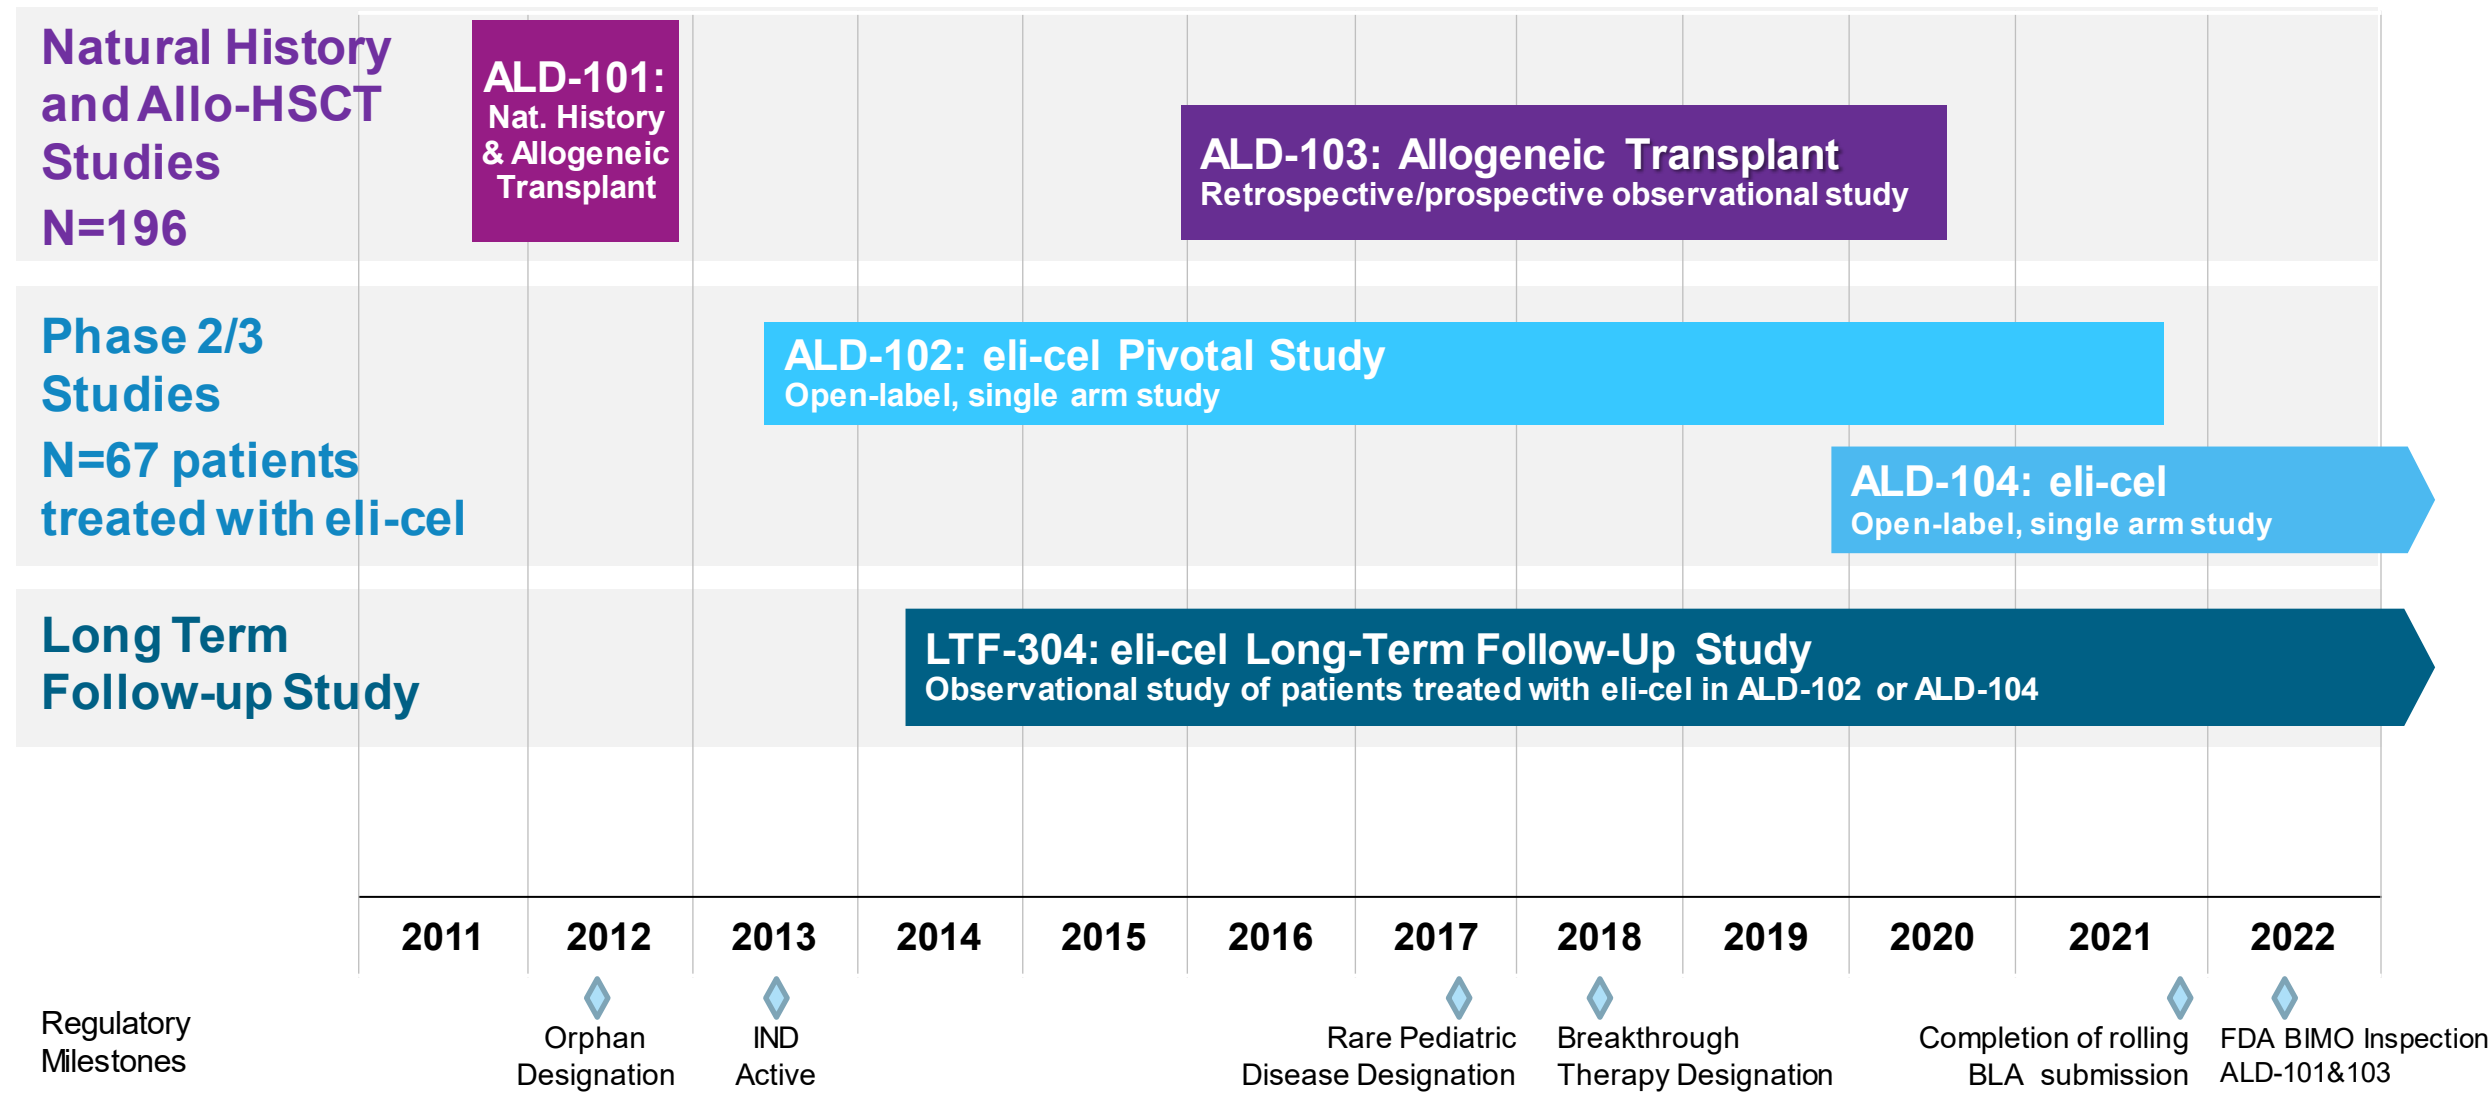 Natural History
and Allo-HSCT
Studies
N=196
ALD-101:
Nat. History
& Allogeneic
Transplant
ALD-103: Allogeneic Transplant
Retrospective/prospective observational study
Phase 2/3
Studies
N=67 patients
treated with eli-cel
ALD-102: eli-cel Pivotal Study
Open-label, single arm study
ALD-104: eli-cel
Open-label, single arm study
Long Term
Follow-up Study
LTF-304: eli-cel Long-Term Follow-Up Study
Observational study of patients treated with eli-cel in ALD-102 or ALD-104
2011 2012 2013 2014 2015 2016 2017 2018 2019 2020 2021 2022
Regulatory
Milestones
Orphan
Designation
IND
Active
Rare Pediatric
Disease Designation
Breakthrough
Therapy Designation
Completion of rolling
BLA submission
FDA BIMO Inspection
ALD-101&103